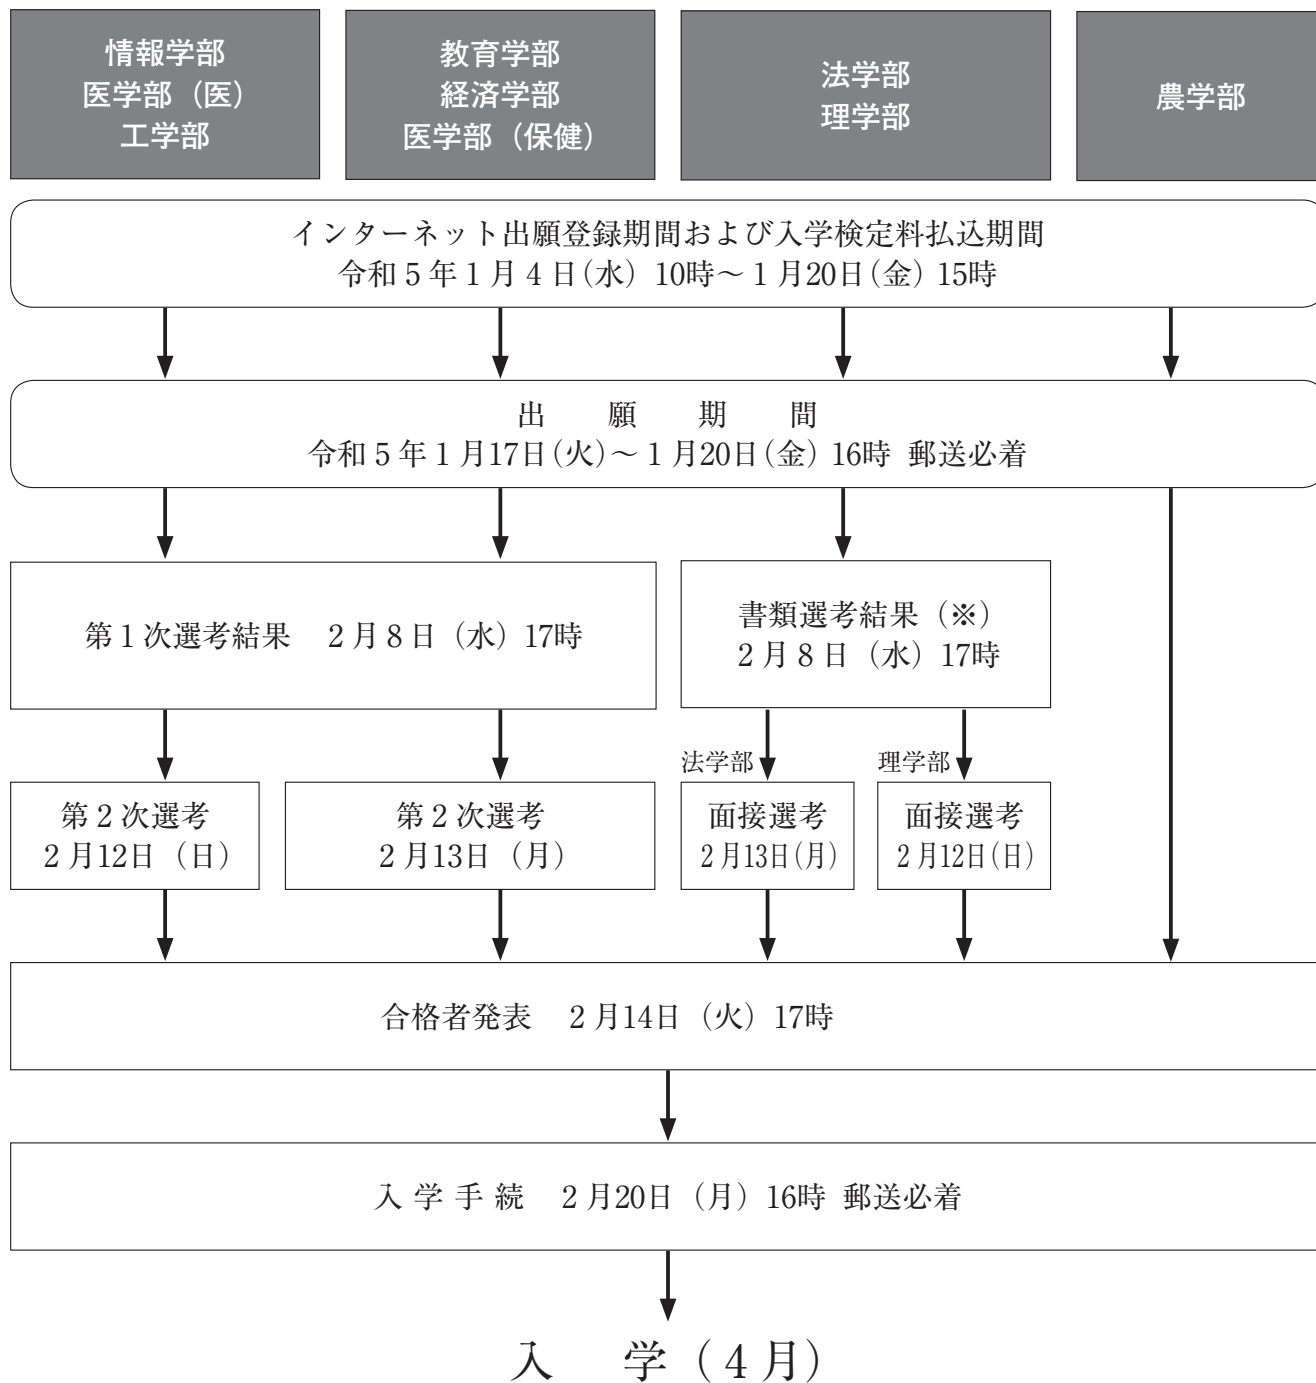 情報学部
医学部（医）
工学部
教育学部
経済学部
医学部（保健）
法学部
理学部
農学部
インターネット出願登録期間および入学検定料払込期間
令和５年１月４日（水）10時～１月20日（金）15時
出　願　期　間
令和５年１月17日（火）～１月20日（金）16時 郵送必着
第１次選考結果　２月８日（水）17時
書類選考結果（※）
２月８日（水）17時
法学部
理学部
第２次選考
２月12日（日）
第２次選考
２月13日（月）
面接選考
２月13日（月）
面接選考
２月12日（日）
合格者発表　２月14日（火）17時
入 学 手 続　２月20日（月）16時 郵送必着
入　学（４月）